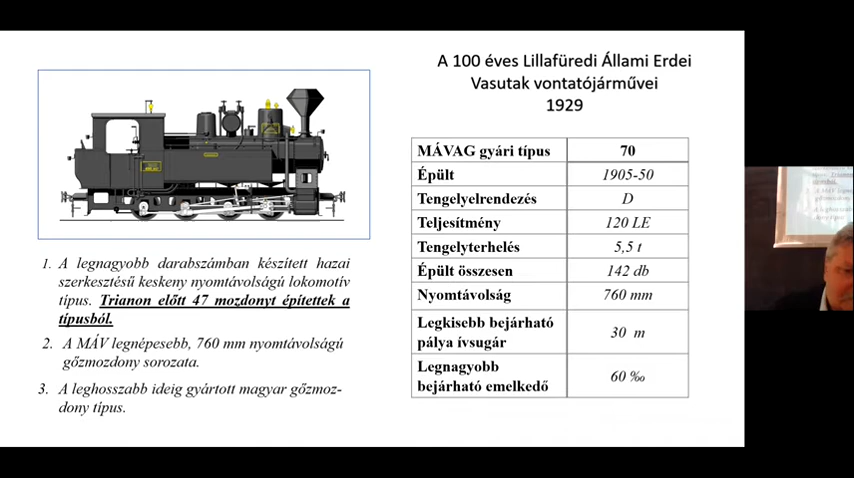 A 100 éves Lillafüredi Állami Erdei
Vasutak vontatójárművei
1929
1. A legnagyobb darabszámban készített hazai
szerkesztésű keskeny nyomtávolságú lokomotív
típus. Trianon előtt 47 mozdonyt építettek a
típusból.
2. A MÁV legnépesebb, 760 mm nyomtávolságú
gőzmozdony sorozata.
3. A leghosszabb ideig gyártott magyar gőzmoz-
dony típus.
MÁVAG gyári típus 70
Épült 1905-50
Tengelyelrendezés D
Teljesítmény 120 LE
Tengelyterhelés 5,5 t
Épült összesen 142 db
Nyomtávolság 760 mm
Legkisebb bejárható
pálya ívsugár 30 m
Legnagyobb
bejárható emelkedő 60 ‰